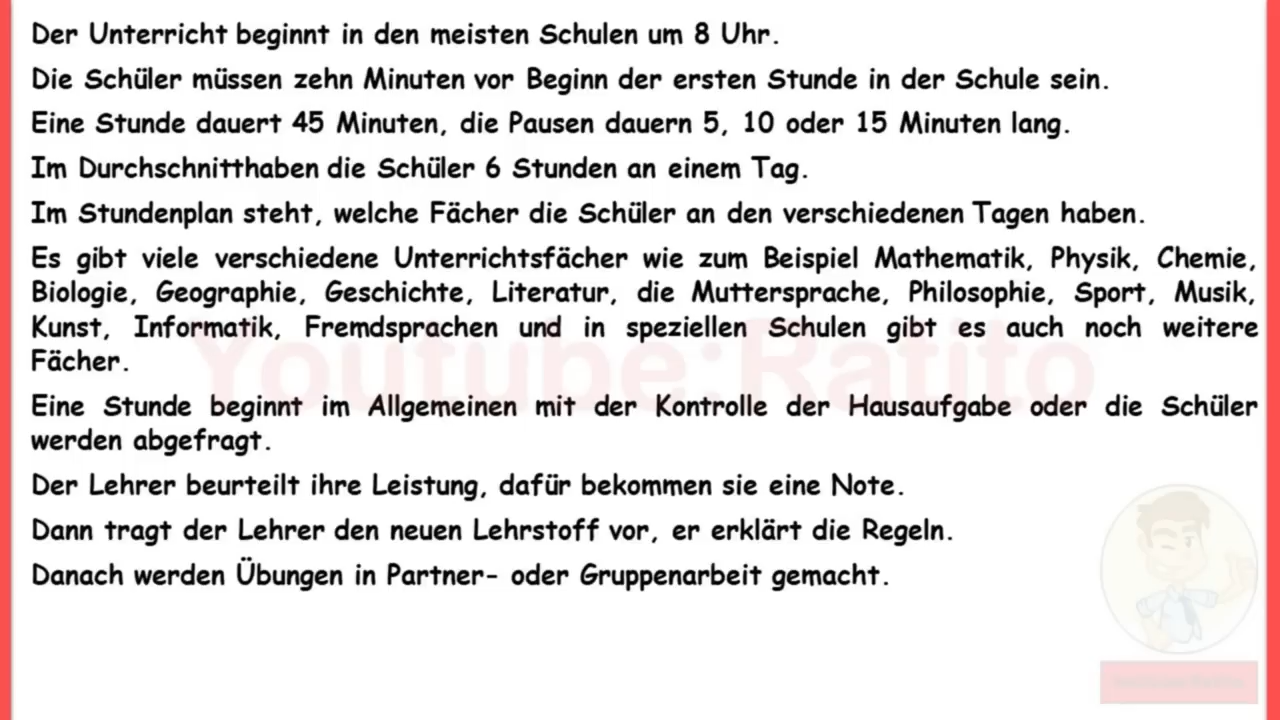 Der Unterricht beginnt in den meisten Schulen um 8 Uhr.
Die Schüler müssen zehn Minuten vor Beginn der ersten Stunde in der Schule sein.
Eine Stunde dauert 45 Minuten, die Pausen dauern 5, 10 oder 15 Minuten lang.
Im Durchschnitthaben die Schüler 6 Stunden an einem Tag.
Im Stundenplan steht, welche Fächer die Schüler an den verschiedenen Tagen haben.
Es gibt viele verschiedene Unterrichtsfächer wie zum Beispiel Mathematik, Physik, Chemie,
Biologie, Geographie, Geschichte, Literatur, die Muttersprache, Philosophie, Sport, Musik,
Kunst, Informatik, Fremdsprachen und in speziellen Schulen gibt es auch noch weitere
Fächer.
Youtube:Ratito
Eine Stunde beginnt im Allgemeinen mit der Kontrolle der Hausaufgabe oder die Schüler
werden abgefragt.
Der Lehrer beurteilt ihre Leistung, dafür bekommen sie eine Note.
Dann tragt der Lehrer den neuen Lehrstoff vor, er erklärt die Regeln.
Danach werden Übungen in Partner- oder Gruppenarbeit gemacht.